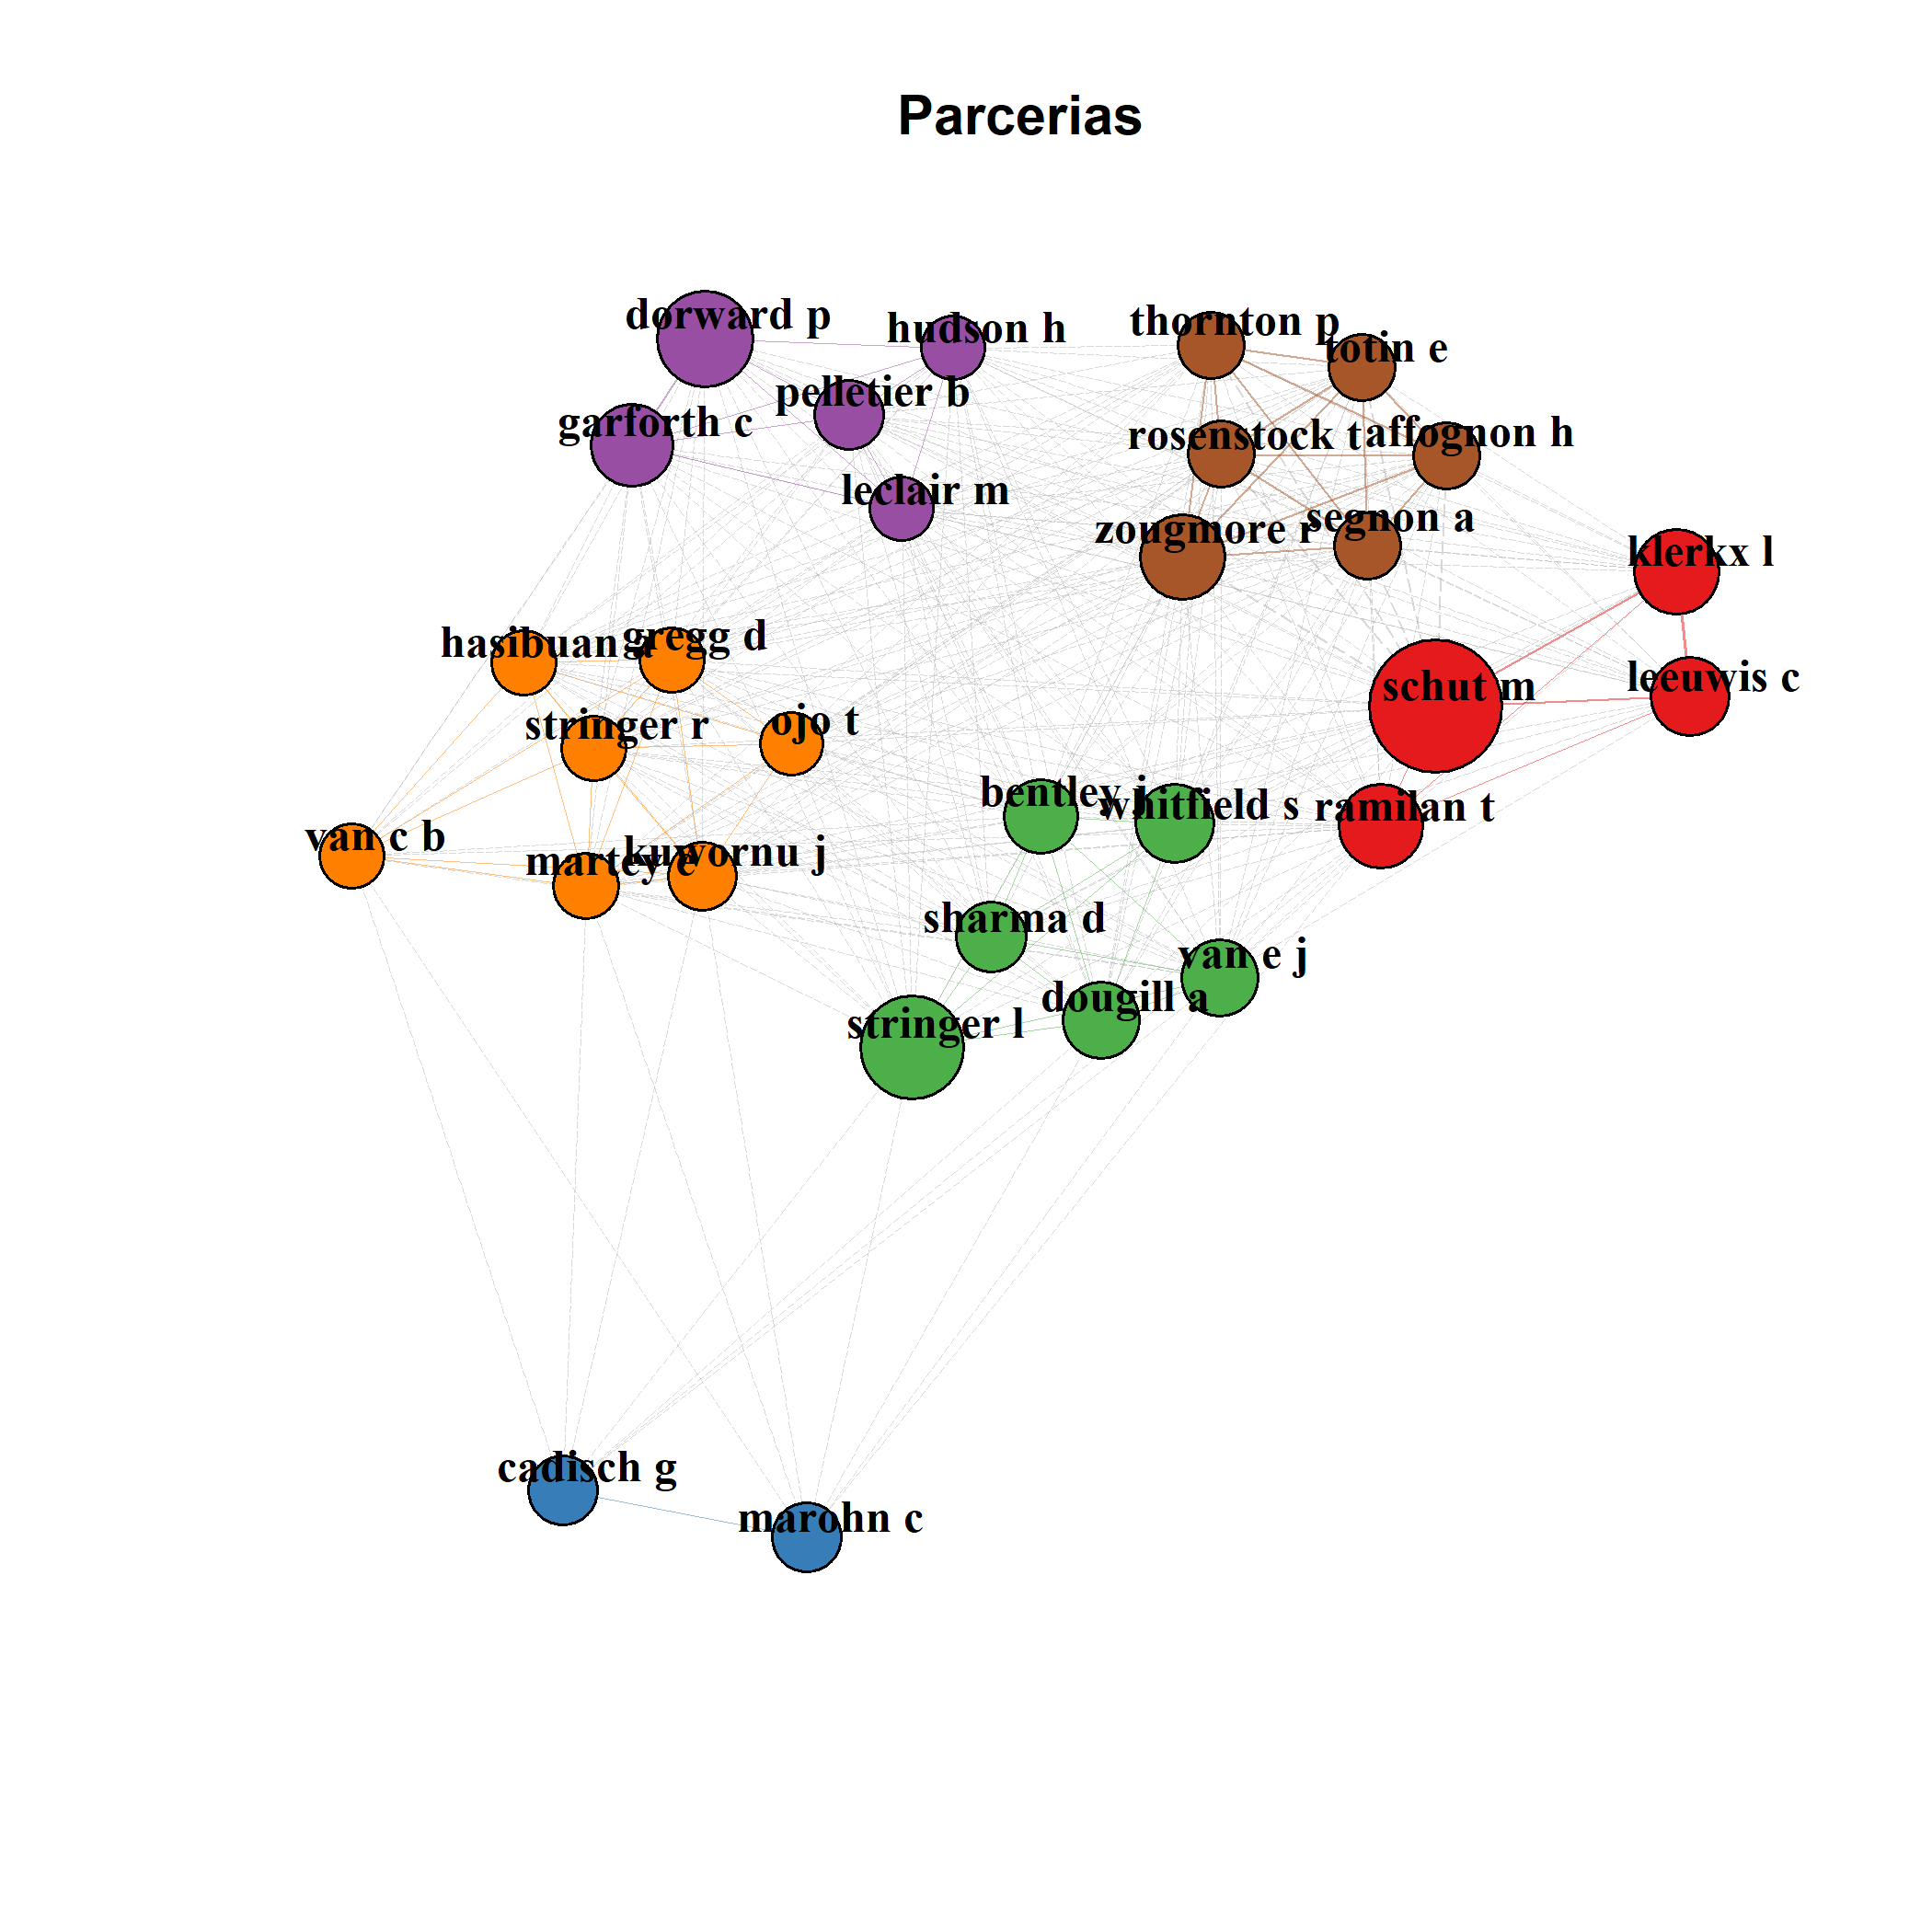 Parcerias
dorward p
hudson h
thornton p
totin e
pelletier b
garforth c
rosenstock t
affognon h
leclair m
zougmore r
segnon a
klerkx l
hasibuan a
gregg d
schut m
leeuwis c
stringer r
ojo t
bentley j
whitfield s
ramilan t
van c b
martey e
kuwornu j
sharma d
van e j
dougill a
stringer l
cadisch g
marohn c